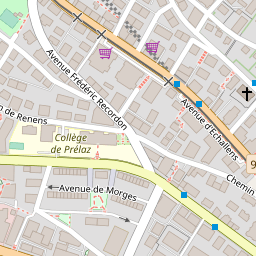 Avenue Frédéric Recordon
Avenue d'Echallens
n de Renens
Collège
de Prélaz
9
Chemin
Avenue de Morges